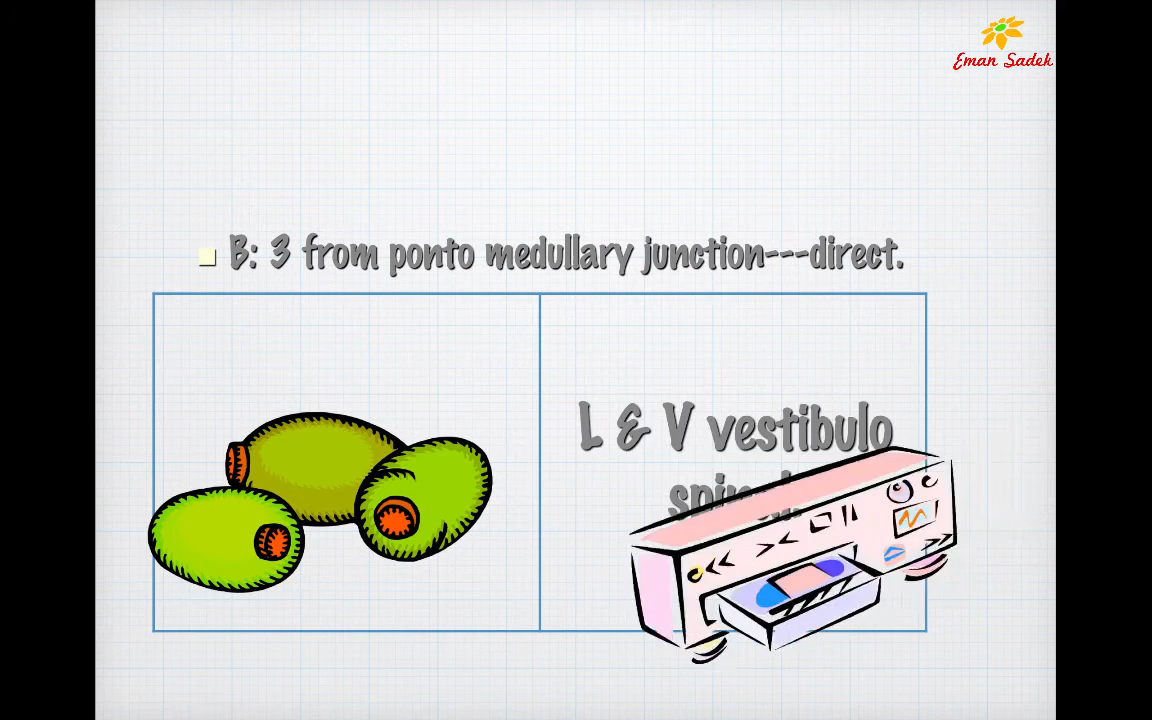 Eman Sadek
B: 3 from ponto medullary junction---direct.
L & V vestibulo